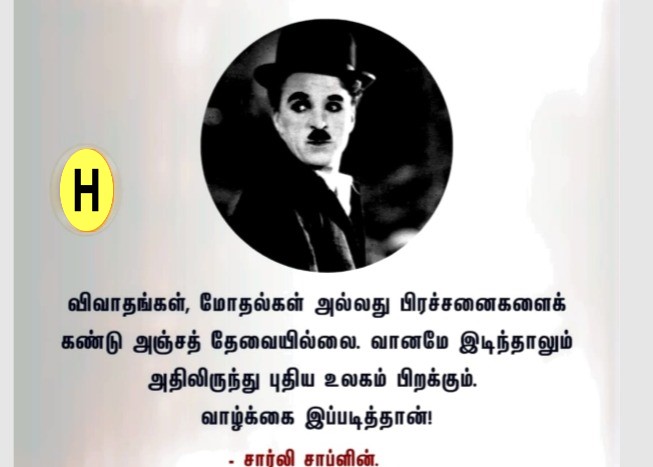 H
விவாதங்கள், மோதல்கள் அல்லது பிரச்சனைகளைக்
கண்டு அஞ்சத் தேவையில்லை. வானமே இடிந்தாலும்
அதிலிருந்து புதிய உலகம் பிறக்கும்.
வாழ்க்கை இப்படித்தான்!
- சார்லி சாப்ளின்.